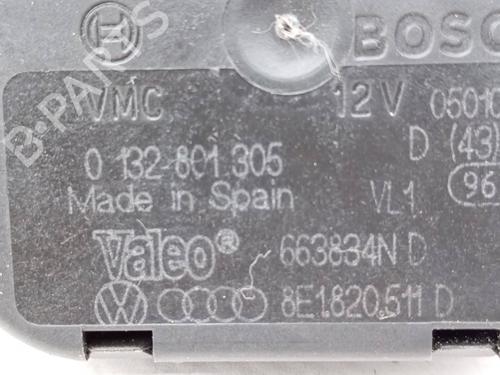 BOSC
VMC 12 V 0501
0 132-801.305 D (43)
Made in Spain VL1 96
Valeo® 663834N D
8E1.820.511 D
B-PARTS